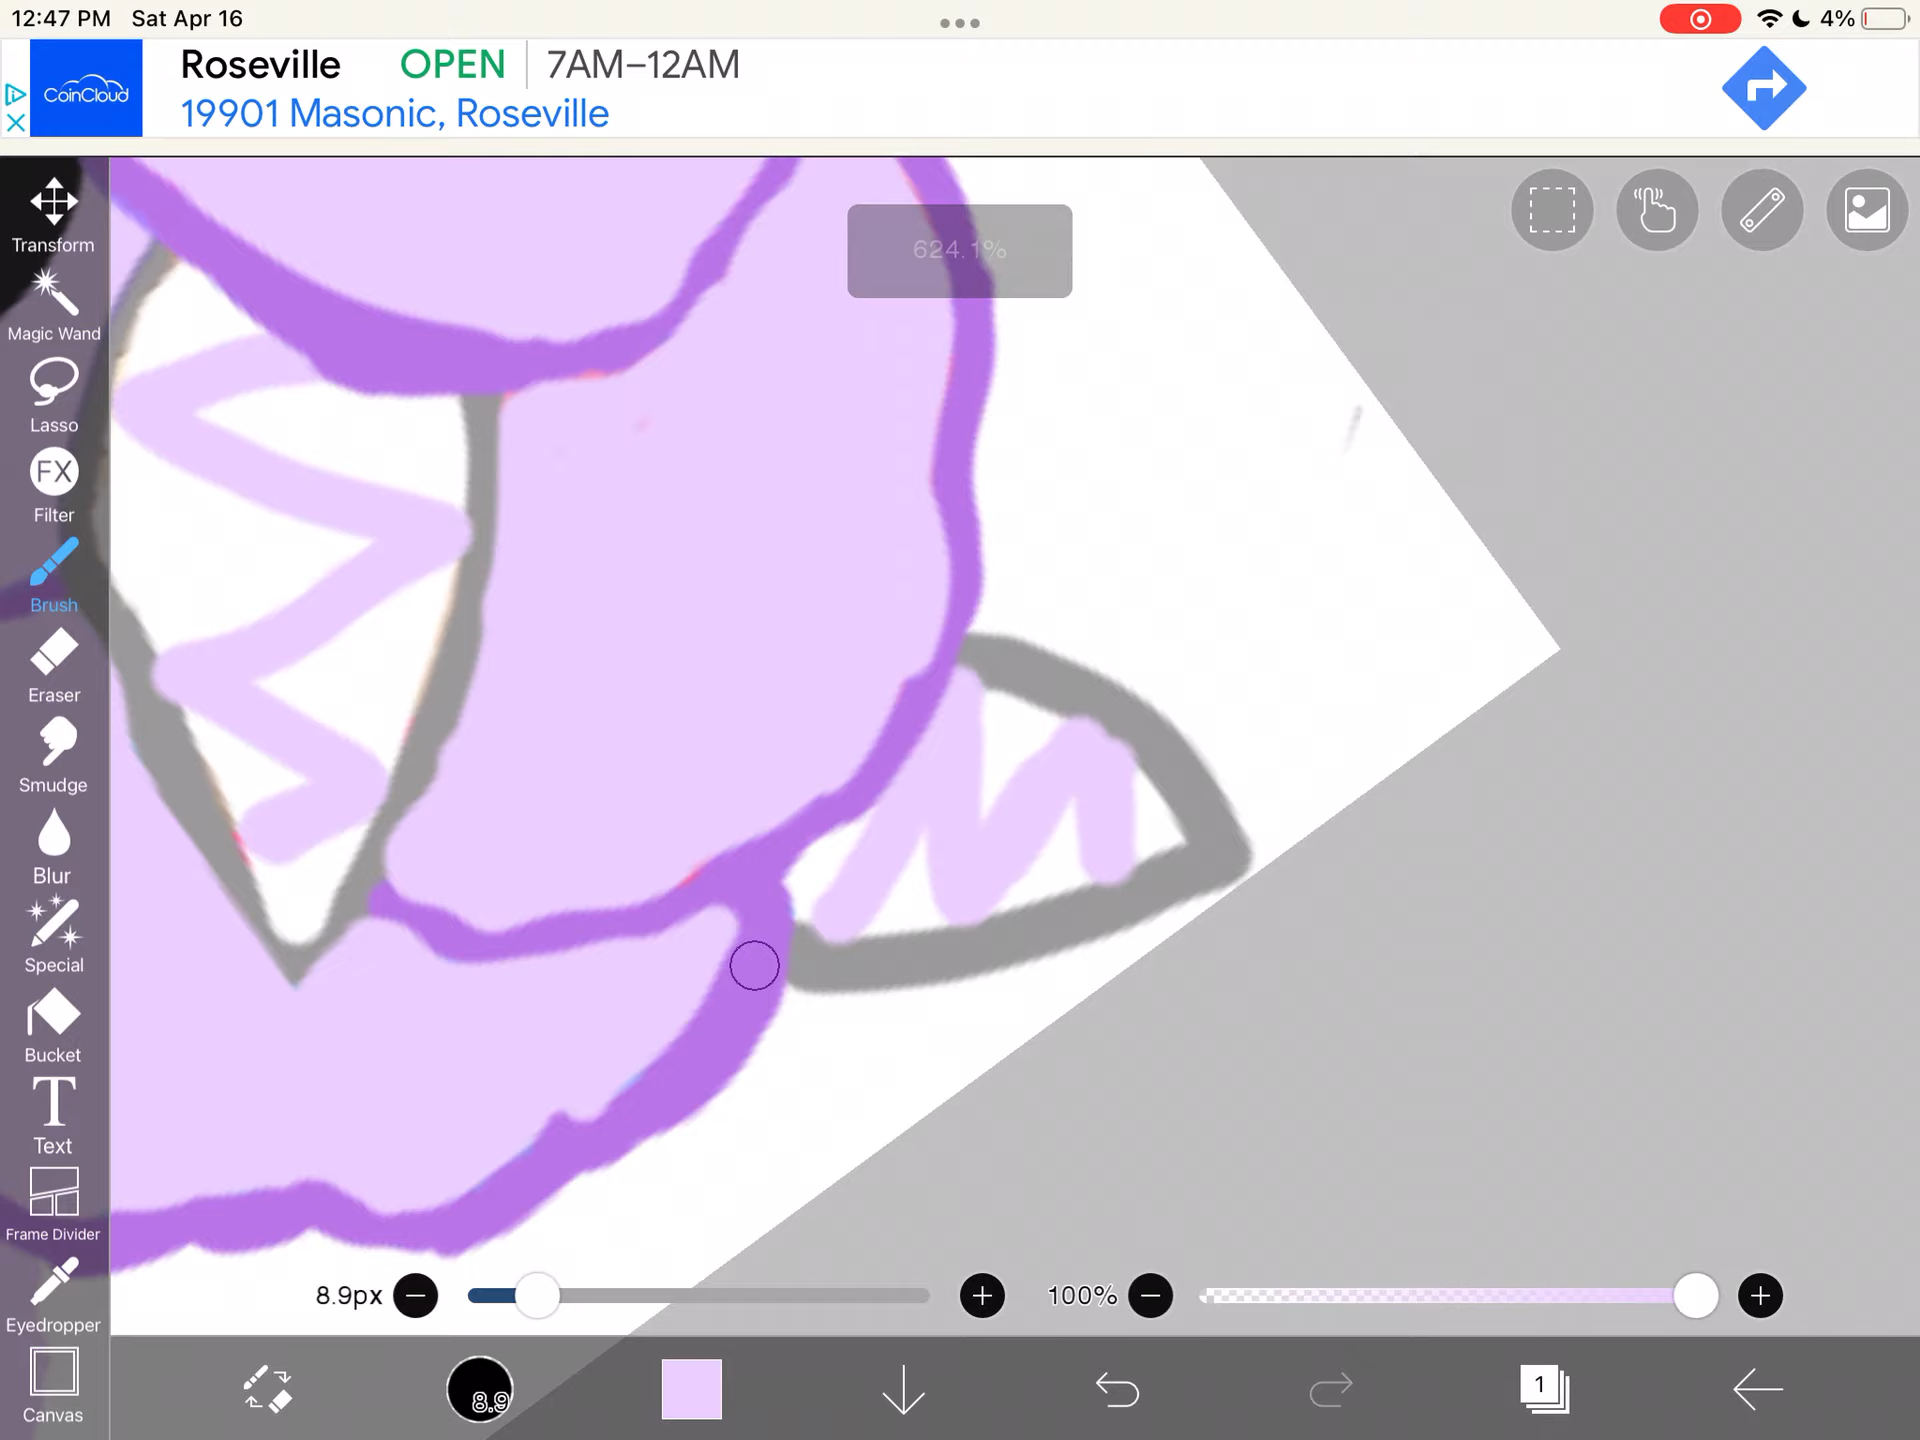 12:47 PM Sat Apr 16
4%
CoinCloud
Roseville OPEN 7AM–12AM
19901 Masonic, Roseville
624.1%
Transform
Magic Wand
Lasso
FX
Filter
Brush
Eraser
Smudge
Blur
Special
Bucket
T
Text
Frame Divider
Eyedropper
Canvas
8.9px
100%
8.9
1